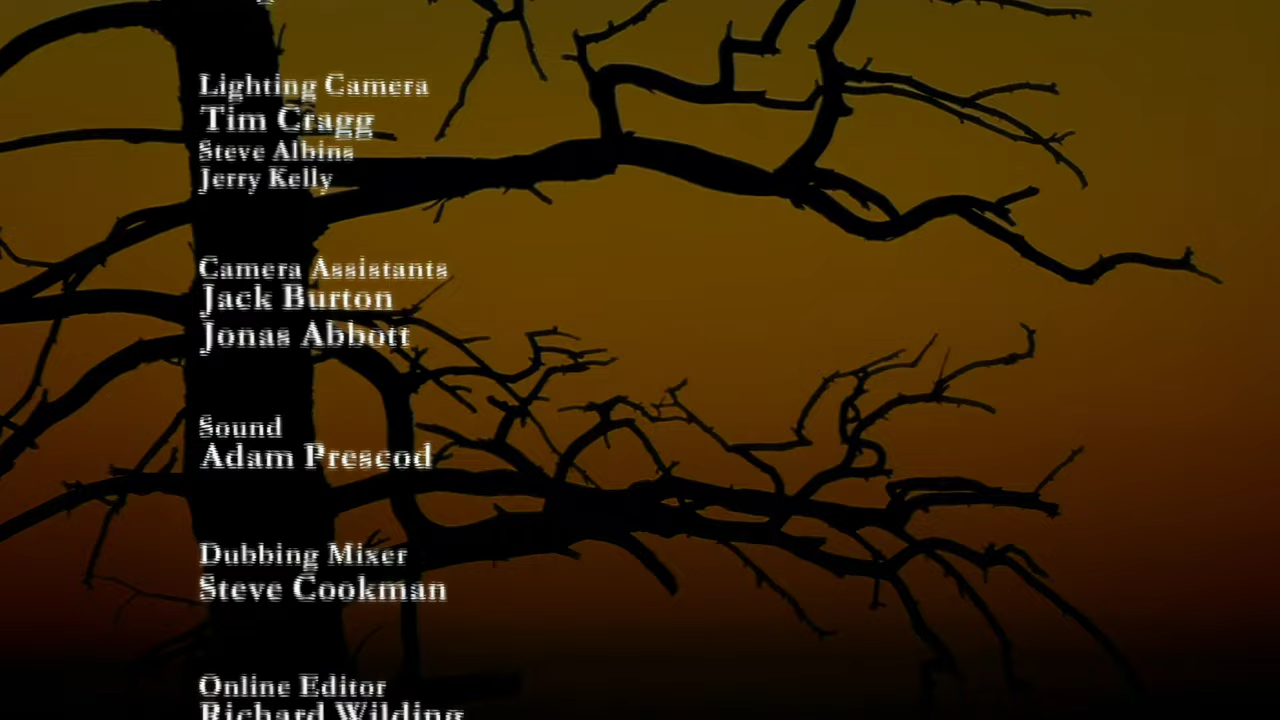 Lighting Camera
Tim Cragg
Steve Albins
Jerry Kelly
Camera Assistants
Jack Burton
Jonas Abbott
Sound
Adam Prescod
Dubbing Mixer
Steve Cookman
Online Editor
Richard Wilding